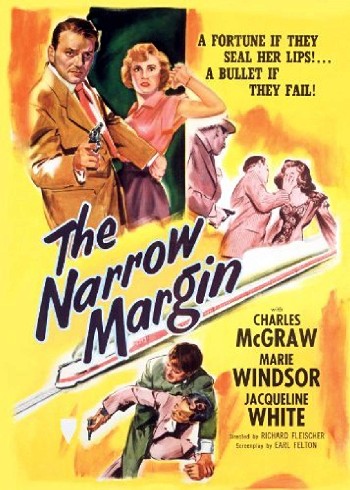 A FORTUNE IF THEY
SEAL HER LIPS!...
A BULLET IF
THEY FAIL!
The
Narrow
Margin
with
CHARLES
McGRAW
MARIE
WINDSOR
JACQUELINE
WHITE
Directed by RICHARD FLEISCHER
Screenplay by EARL FELTON